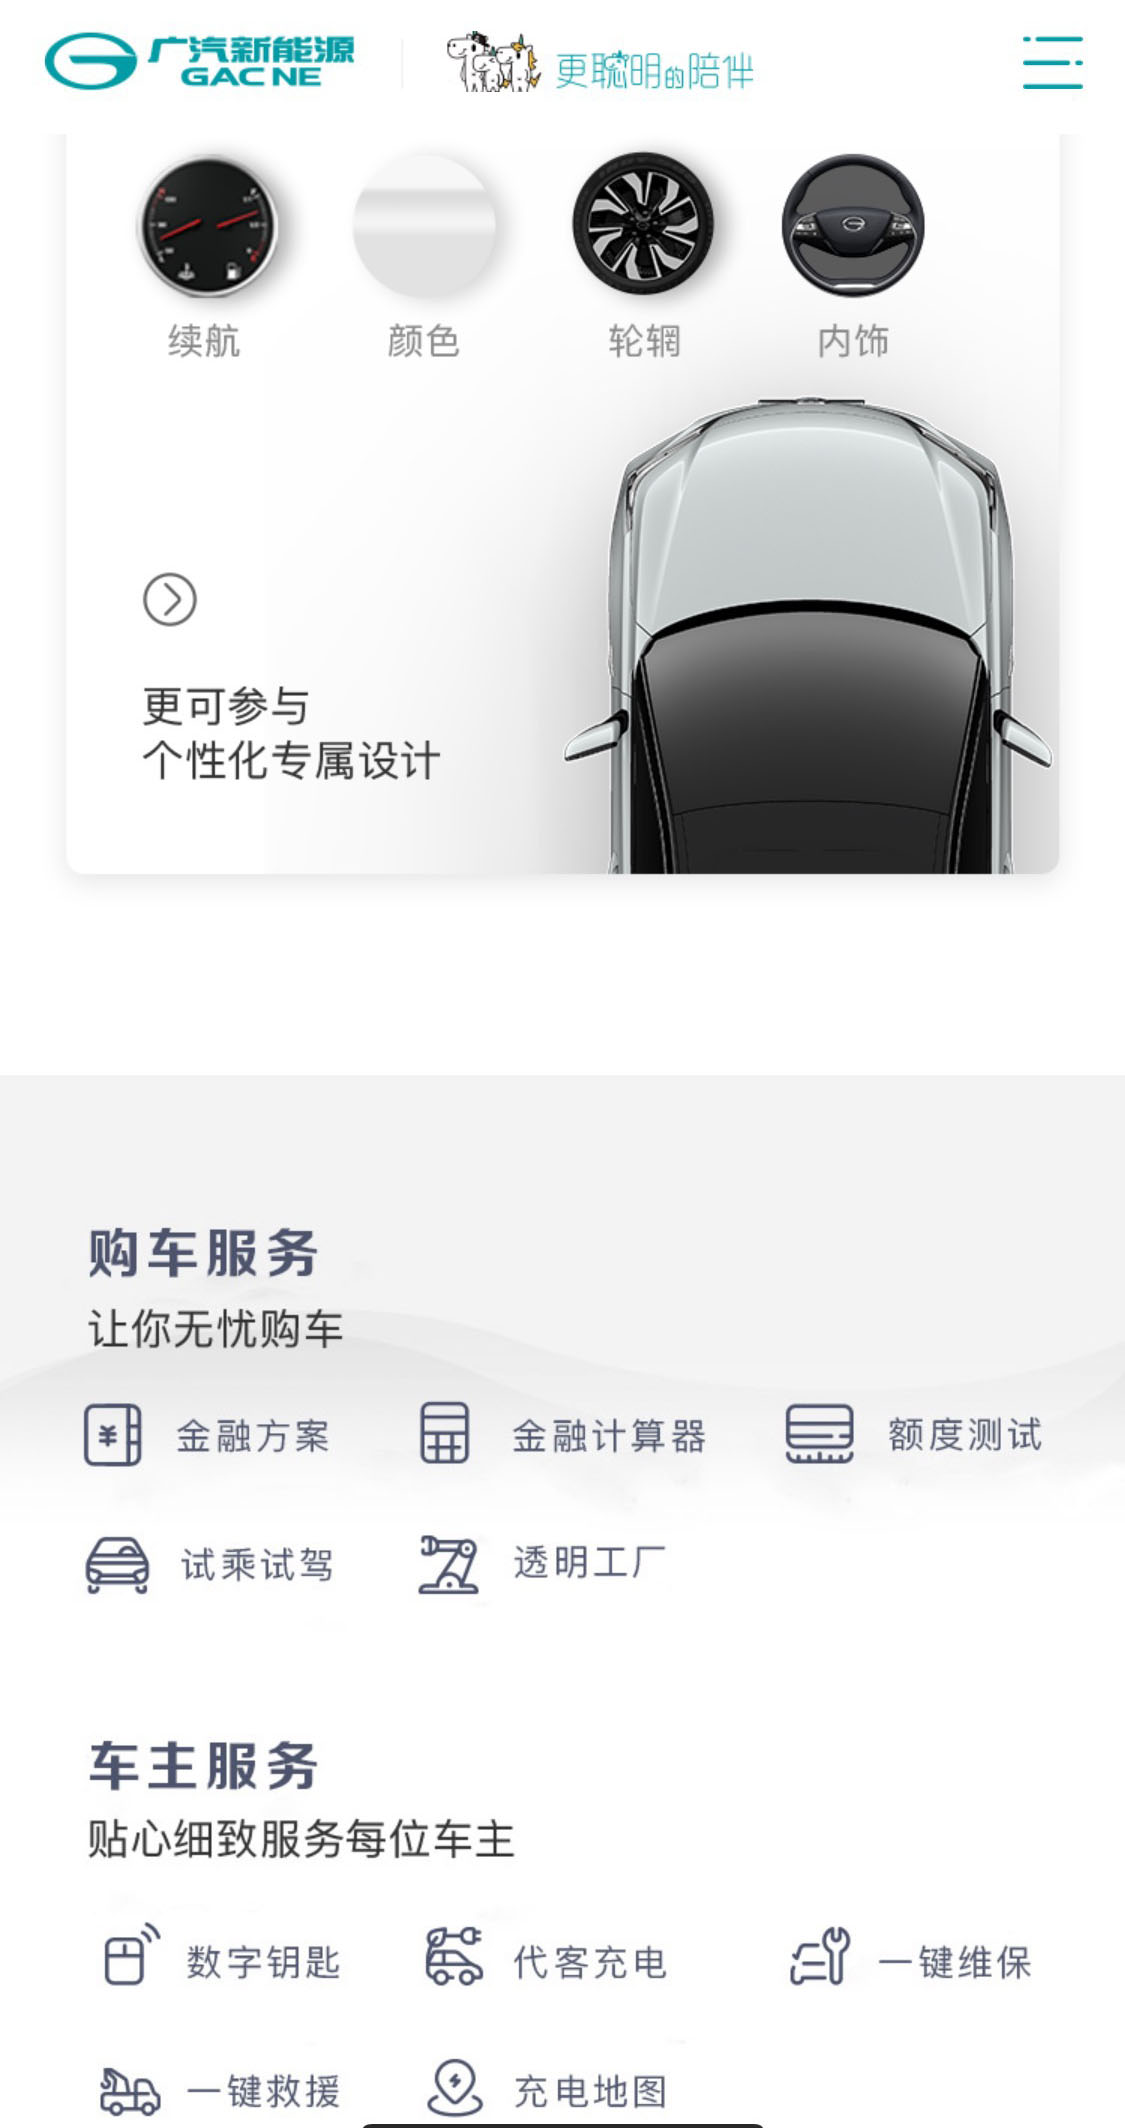 广汽新能源
GAC NE
更聪明的陪伴
续航
颜色
轮辋
内饰
更可参与
个性化专属设计
购车服务
让你无忧购车
金融方案
金融计算器
额度测试
试乘试驾
透明工厂
车主服务
贴心细致服务每位车主
数字钥匙
代客充电
一键维保
一键救援
充电地图